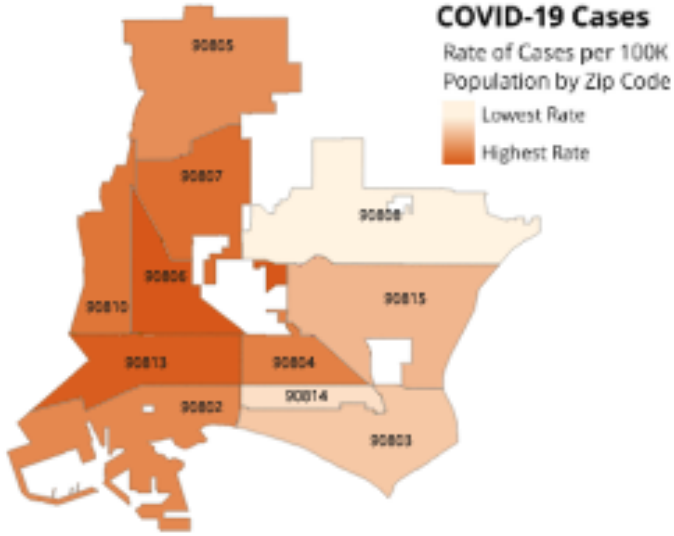 COVID-19 Cases
Rate of Cases per 100K
Population by Zip Code
Lowest Rate
Highest Rate
90805
90807
90808
90806
90815
90810
90813
90804
90814
90802
90803